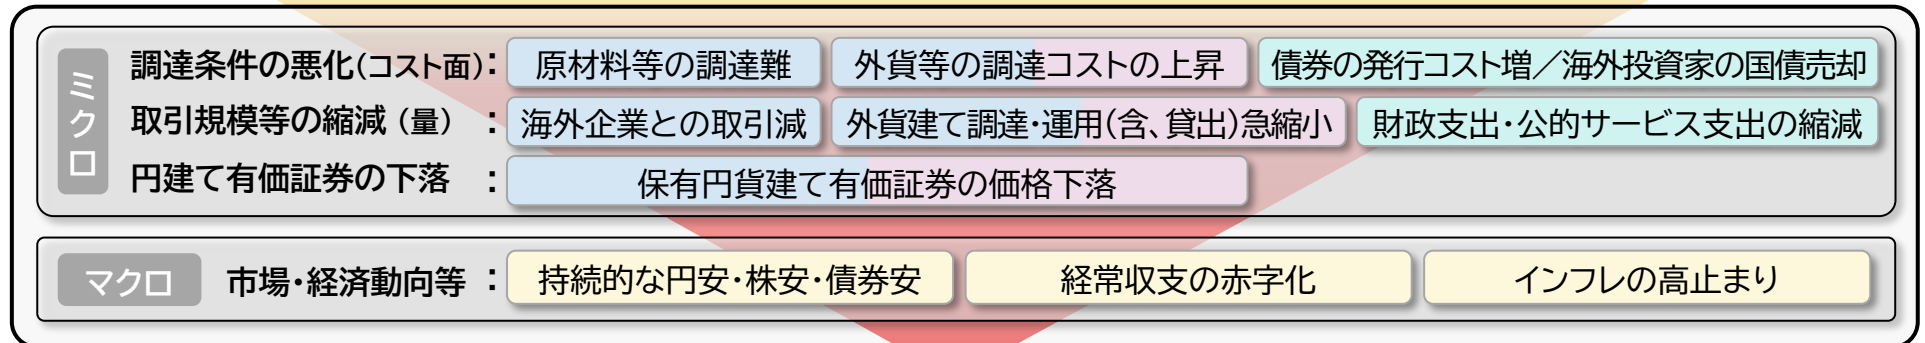 ミクロ
調達条件の悪化(コスト面): 原材料等の調達難 外貨等の調達コストの上昇 債券の発行コスト増／海外投資家の国債売却
取引規模等の縮減(量) : 海外企業との取引減 外貨建て調達・運用(含、貸出)急縮小 財政支出・公的サービス支出の縮減
円建て有価証券の下落 : 保有円貨建て有価証券の価格下落
マクロ 市場・経済動向等 : 持続的な円安・株安・債券安 経常収支の赤字化 インフレの高止まり